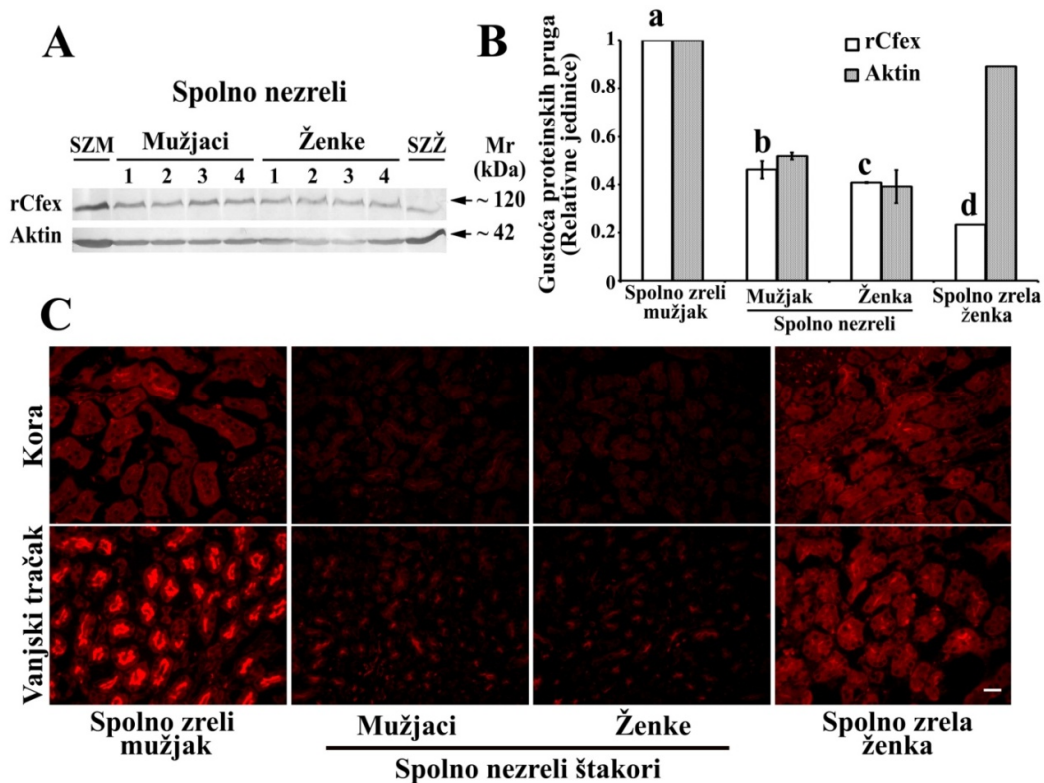 A
Spolno nezreli
SZM Mužjaci Ženke SZŽ Mr (kDa)
1 2 3 4 1 2 3 4
rCfex ~ 120
Aktin ~ 42
B
Gustoća proteinskih pruga
(Relativne jedinice)
1
0.8
0.6
0.4
0.2
0
a
b
c
d
rCfex
Aktin
Spolno zreli
mužjak
Mužjak
Ženka
Spolno nezreli
Spolno zrela
ženka
C
Kora
Vanjski tračak
Spolno zreli
mužjak
Mužjaci
Ženke
Spolno nezreli štakori
Spolno zrela
ženka